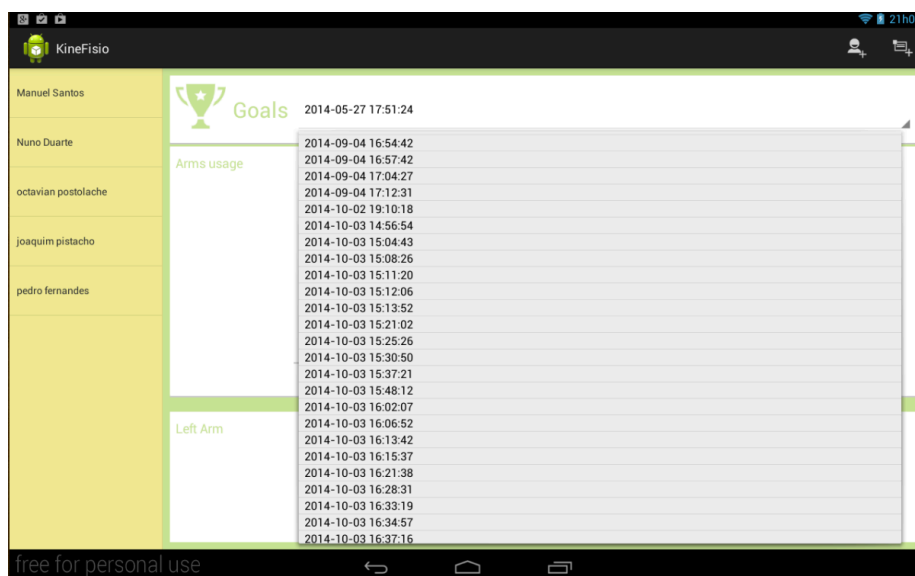 21h0
KineFisio
Manuel Santos
Nuno Duarte
octavian postolache
joaquim pistacho
pedro fernandes
Goals
2014-05-27 17:51:24
Arms usage
2014-09-04 16:54:42
2014-09-04 16:57:42
2014-09-04 17:04:27
2014-09-04 17:12:31
2014-10-02 19:10:18
2014-10-03 14:56:54
2014-10-03 15:04:43
2014-10-03 15:08:26
2014-10-03 15:11:20
2014-10-03 15:12:06
2014-10-03 15:13:52
2014-10-03 15:21:02
2014-10-03 15:25:26
2014-10-03 15:30:50
2014-10-03 15:37:21
2014-10-03 15:48:12
2014-10-03 16:02:07
2014-10-03 16:06:52
2014-10-03 16:13:42
2014-10-03 16:15:37
2014-10-03 16:21:38
2014-10-03 16:28:31
2014-10-03 16:33:19
2014-10-03 16:34:57
2014-10-03 16:37:16
Left Arm
free for personal use